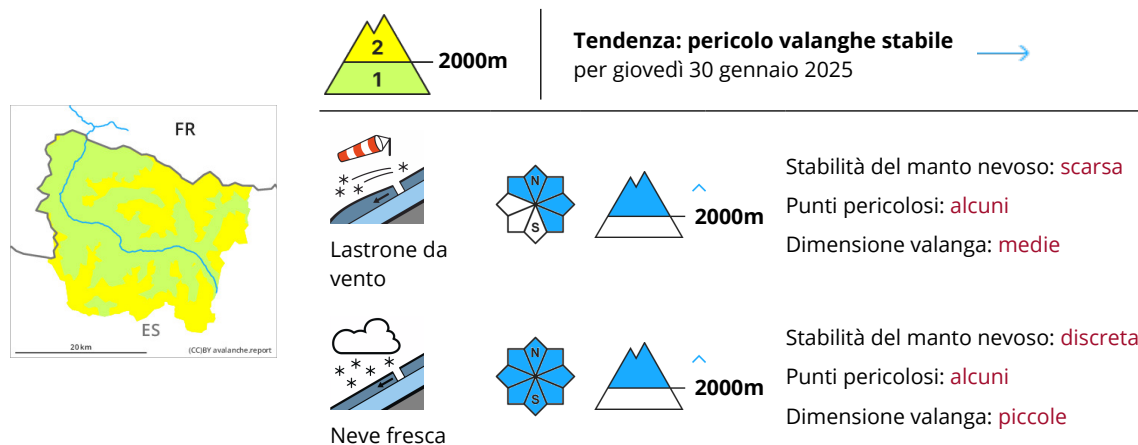 2
1
2000m
Tendenza: pericolo valanghe stabile
per giovedì 30 gennaio 2025
FR
ES
20 km
(CC)BY avalanche.report
Lastrone da
vento
N
S
2000m
Stabilità del manto nevoso: scarsa
Punti pericolosi: alcuni
Dimensione valanga: medie
Neve fresca
N
S
2000m
Stabilità del manto nevoso: discreta
Punti pericolosi: alcuni
Dimensione valanga: piccole